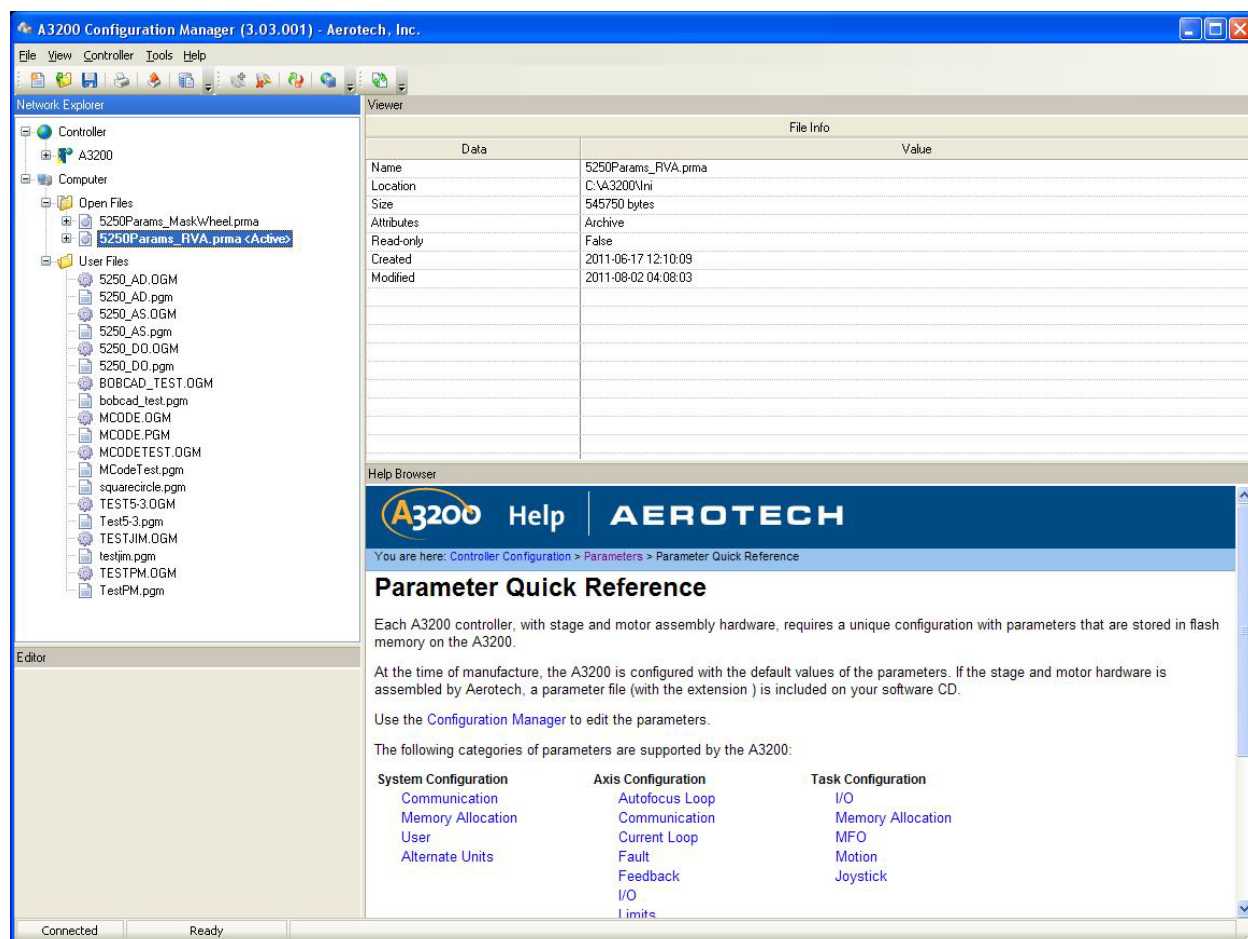 A3200 Configuration Manager (3.03.001) - Aerotech, Inc.
File View Controller Tools Help
Network Explorer
Controller
A3200
Computer
Open Files
5250Params_MaskWheel.prma
5250Params_RVA.prma <Active>
User Files
5250_AD.OGM
5250_AD.pgm
5250_AS.OGM
5250_AS.pgm
5250_DO.OGM
5250_DO.pgm
BOBCAD_TEST.OGM
bobcad_test.pgm
MCODE.OGM
MCODE.PGM
MCODETEST.OGM
MCodeTest.pgm
squarecircle.pgm
TEST5-3.OGM
Test5-3.pgm
TESTJIM.OGM
testjim.pgm
TESTPM.OGM
TestPM.pgm
Editor
Viewer
File Info
Data Value
Name 5250Params_RVA.prma
Location C:\A3200\Ini
Size 545750 bytes
Attributes Archive
Read-only False
Created 2011-06-17 12:10:09
Modified 2011-08-02 04:08:03
Help Browser
A3200 Help AEROTECH
You are here: Controller Configuration > Parameters > Parameter Quick Reference
Parameter Quick Reference
Each A3200 controller, with stage and motor assembly hardware, requires a unique configuration with parameters that are stored in flash
memory on the A3200.
At the time of manufacture, the A3200 is configured with the default values of the parameters. If the stage and motor hardware is
assembled by Aerotech, a parameter file (with the extension ) is included on your software CD.
Use the Configuration Manager to edit the parameters.
The following categories of parameters are supported by the A3200:
System Configuration Axis Configuration Task Configuration
Communication Autofocus Loop I/O
Memory Allocation Communication Memory Allocation
User Current Loop MFO
Alternate Units Fault Motion
Feedback Joystick
I/O
Limits
Connected Ready